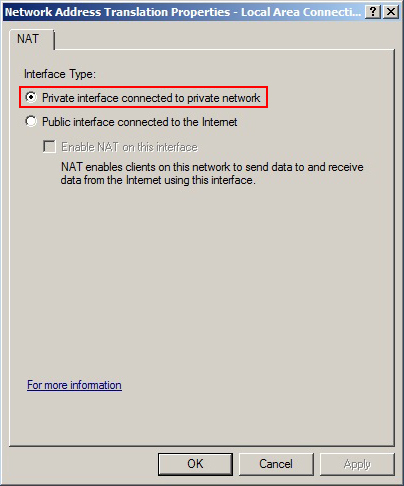 Network Address Translation Properties - Local Area Connecti...
NAT
Interface Type:
Private interface connected to private network
Public interface connected to the Internet
Enable NAT on this interface
NAT enables clients on this network to send data to and receive
data from the Internet using this interface.
For more information
OK
Cancel
Apply